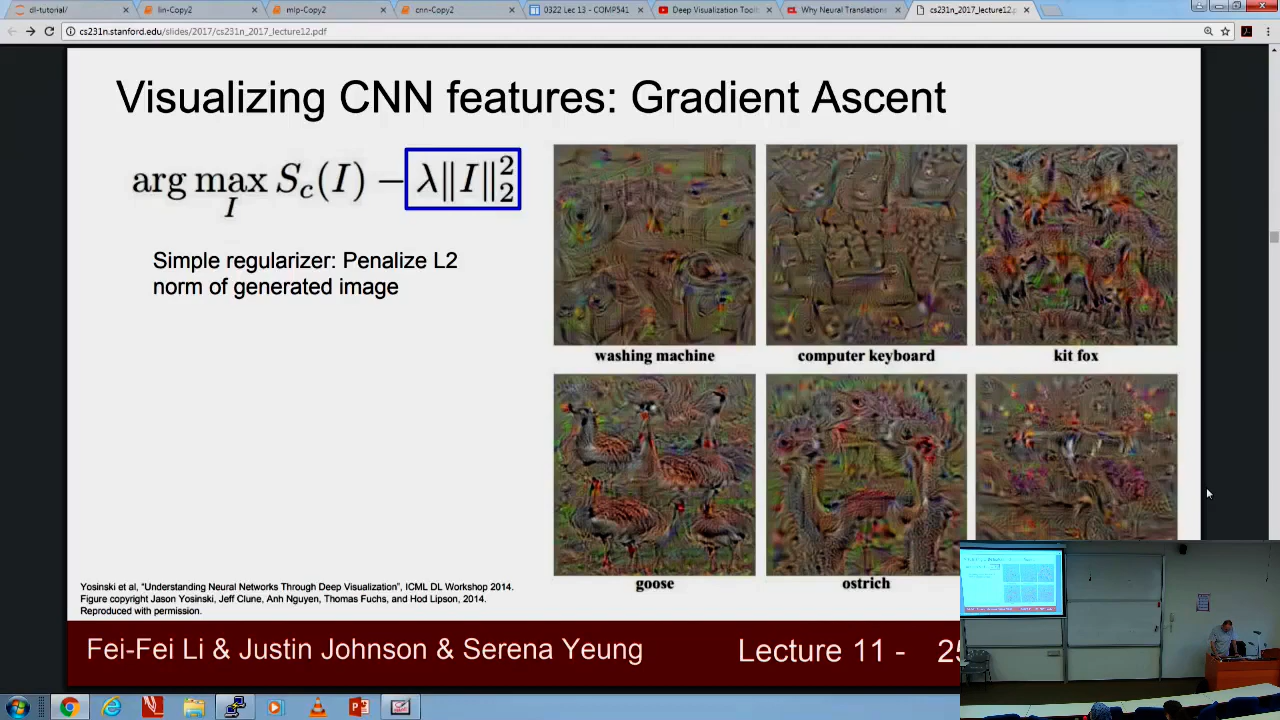 dl-tutorial/
lin-Copy2
mlp-Copy2
cnn-Copy2
0322 Lec 13 - COMP541
Deep Visualization Toolb
Why Neural Translations
cs231n_2017_lecture12.p
cs231n.stanford.edu/slides/2017/cs231n_2017_lecture12.pdf
Visualizing CNN features: Gradient Ascent
arg max S_c(I) − λ‖I‖₂²
I
Simple regularizer: Penalize L2
norm of generated image
washing machine
computer keyboard
kit fox
goose
ostrich
Yosinski et al, “Understanding Neural Networks Through Deep Visualization”, ICML DL Workshop 2014.
Figure copyright Jason Yosinski, Jeff Clune, Anh Nguyen, Thomas Fuchs, and Hod Lipson, 2014.
Reproduced with permission.
Fei-Fei Li & Justin Johnson & Serena Yeung
Lecture 11 - 25